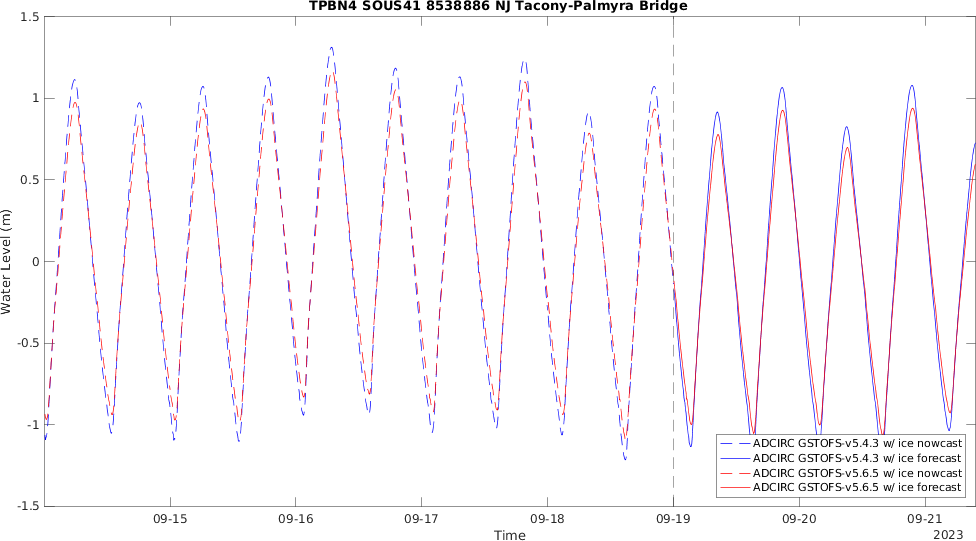 TPBN4 SOUS41 8538886 NJ Tacony-Palmyra Bridge
1.5
1
0.5
0
-0.5
-1
-1.5
Water Level (m)
ADCIRC GSTOFS-v5.4.3 w/ ice nowcast
ADCIRC GSTOFS-v5.4.3 w/ ice forecast
ADCIRC GSTOFS-v5.6.5 w/ ice nowcast
ADCIRC GSTOFS-v5.6.5 w/ ice forecast
09-15 09-16 09-17 09-18 09-19 09-20 09-21
Time
2023